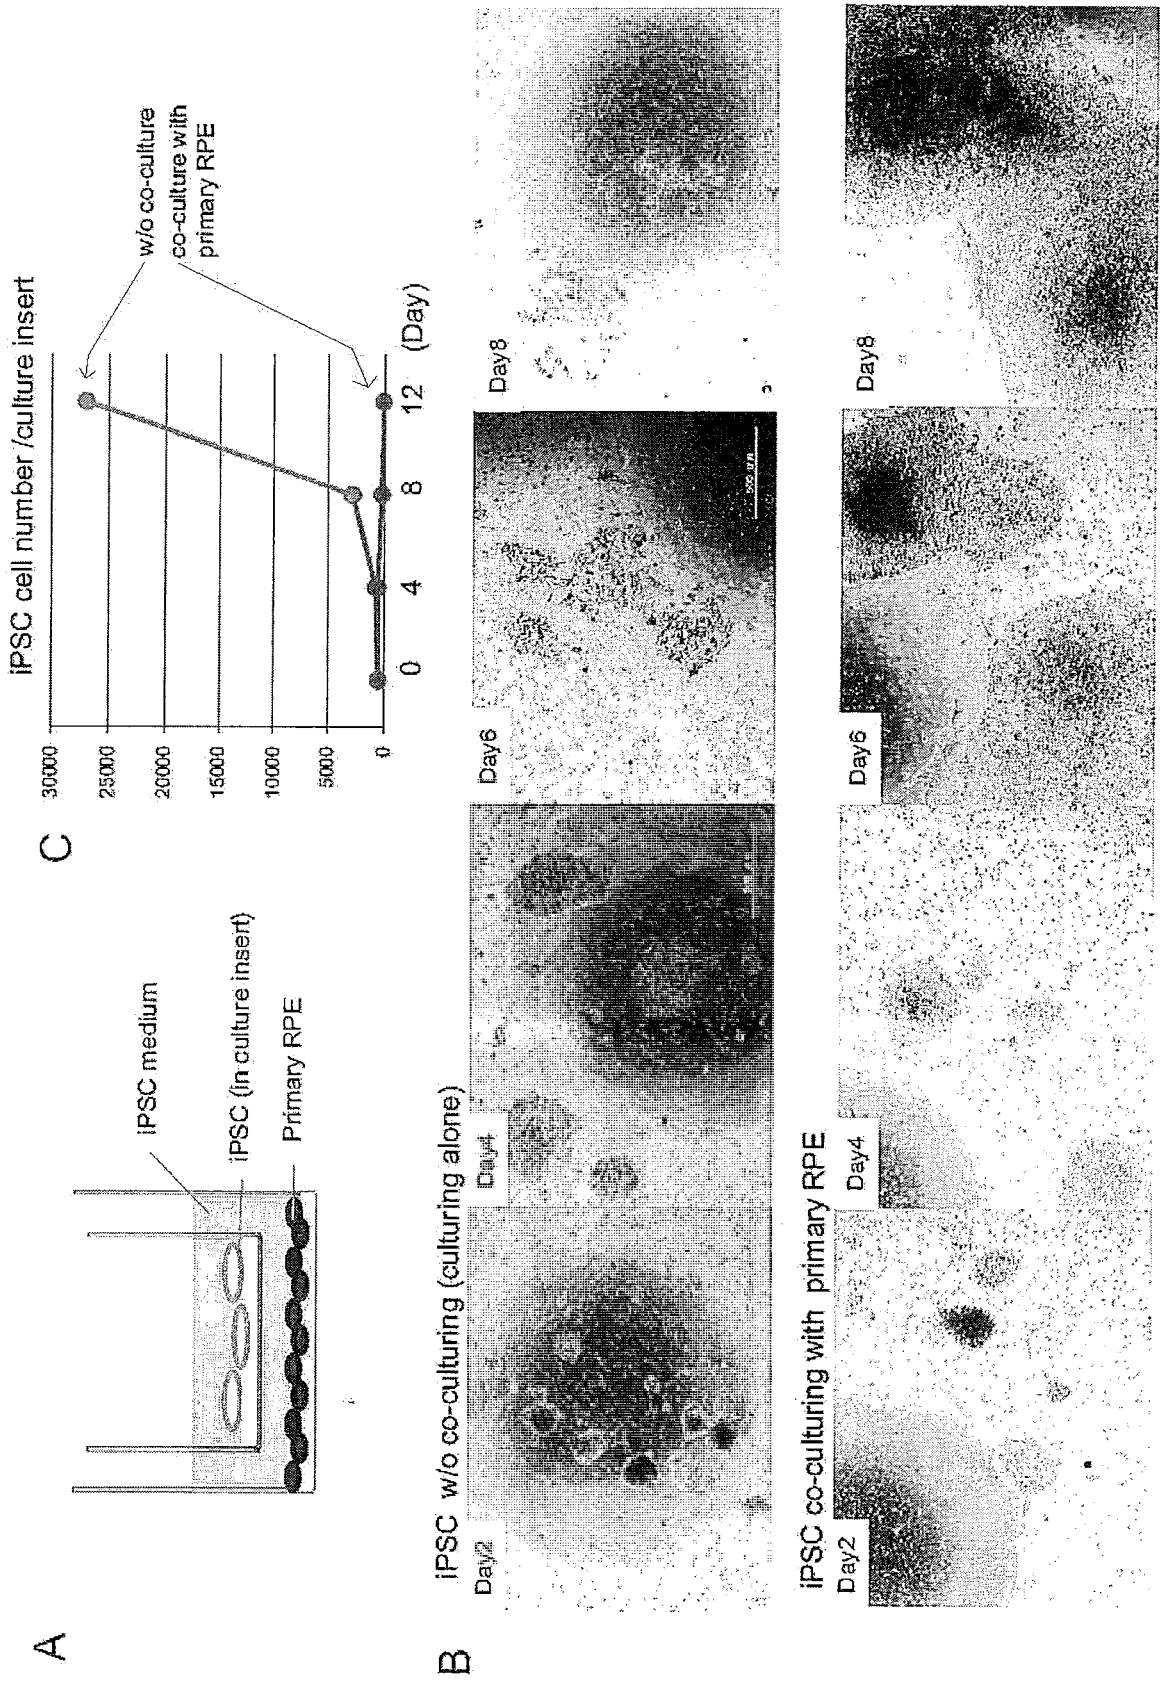 A
iPSC medium
iPSC (in culture insert)
Primary RPE
C
iPSC cell number /culture insert
30000
25000
20000
15000
10000
5000
0
0 4 8 12 (Day)
w/o co-culture
co-culture with
primary RPE
B
iPSC w/o co-culturing (culturing alone)
Day2
Day4
Day6
Day8
iPSC co-culturing with primary RPE
Day2
Day4
Day6
Day8